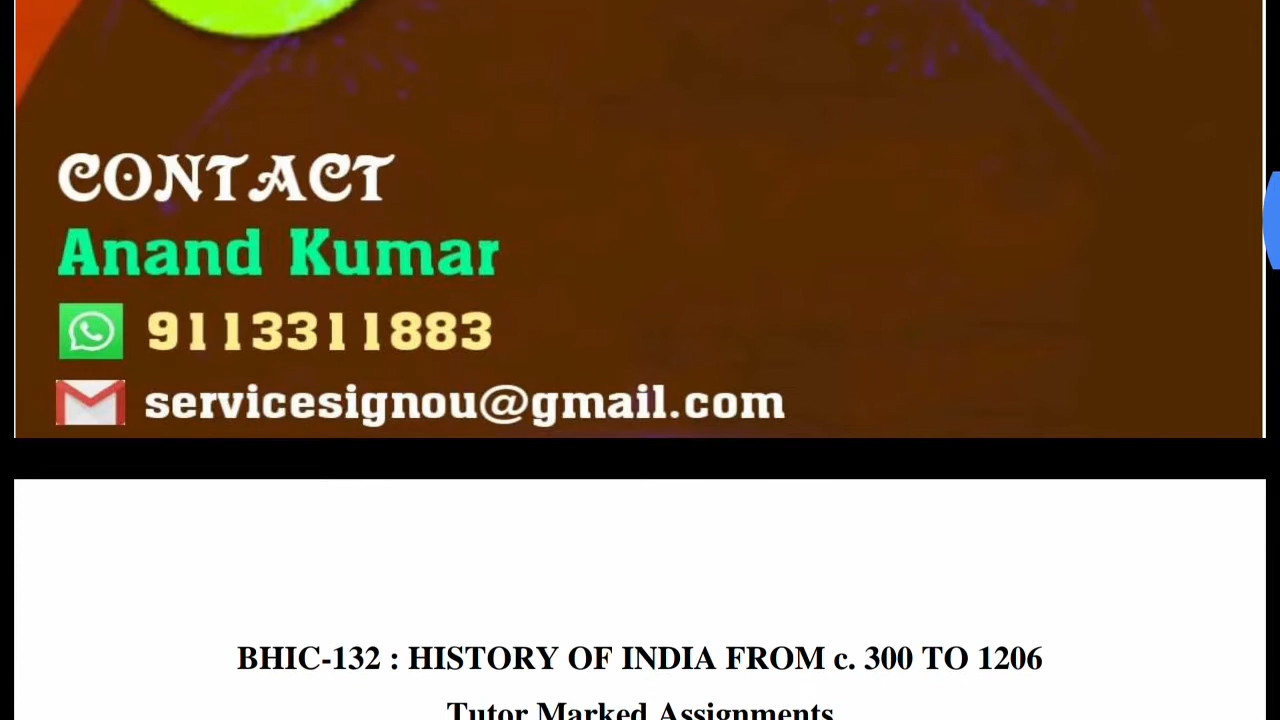 CONTACT
Anand Kumar
9113311883
servicesignou@gmail.com
BHIC-132 : HISTORY OF INDIA FROM c. 300 TO 1206
Tutor Marked Assignments